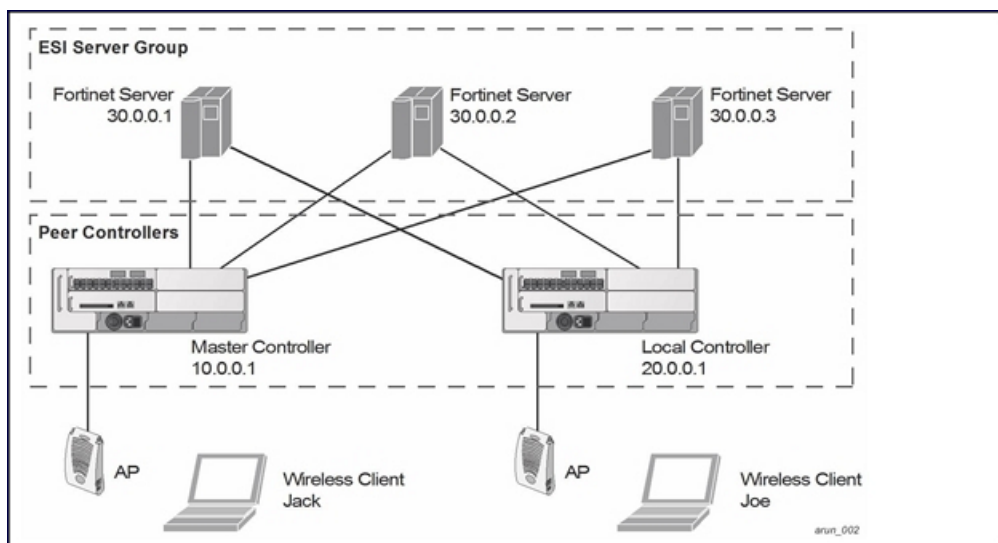 ESI Server Group
Fortinet Server
30.0.0.1
Fortinet Server
30.0.0.2
Fortinet Server
30.0.0.3
Peer Controllers
Master Controller
10.0.0.1
Local Controller
20.0.0.1
AP
Wireless Client
Jack
AP
Wireless Client
Joe
arun_002